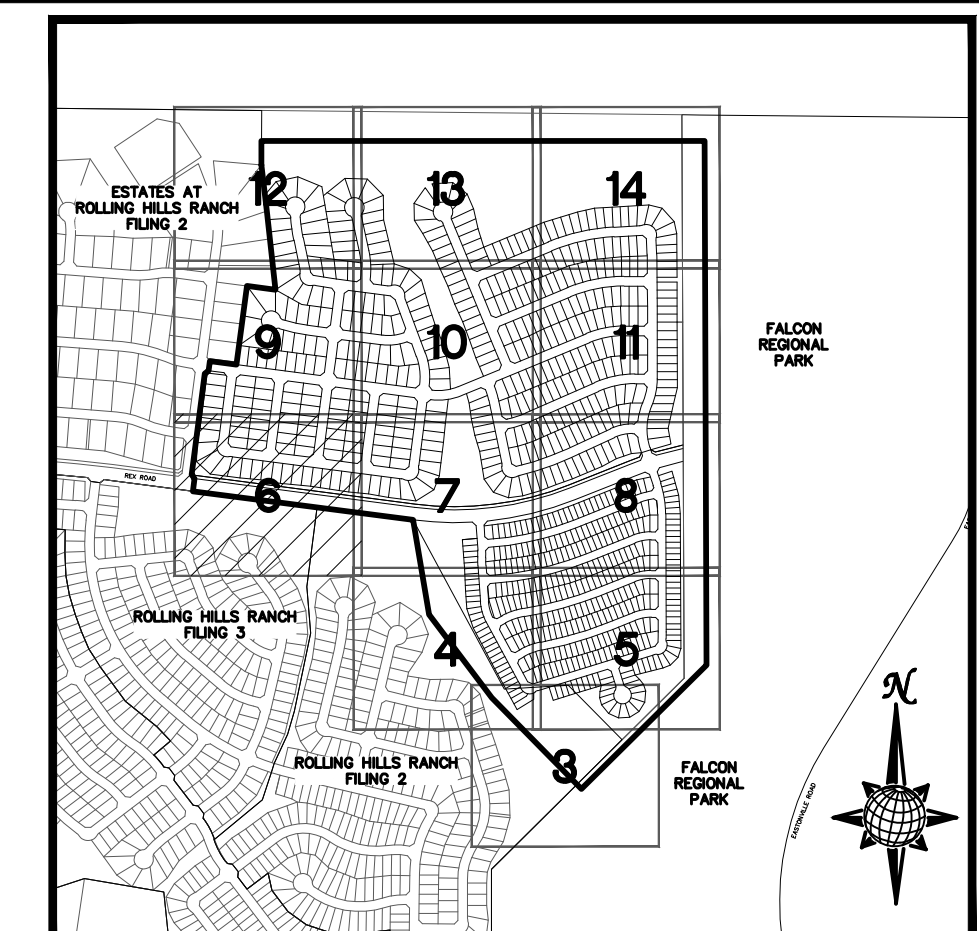 ESTATES AT
ROLLING HILLS RANCH
FILING 2
12
13
14
9
10
11
FALCON
REGIONAL
PARK
REX ROAD
6
7
8
ROLLING HILLS RANCH
FILING 3
4
5
N
ROLLING HILLS RANCH
FILING 2
3
FALCON
REGIONAL
PARK
EASTONVILLE ROAD